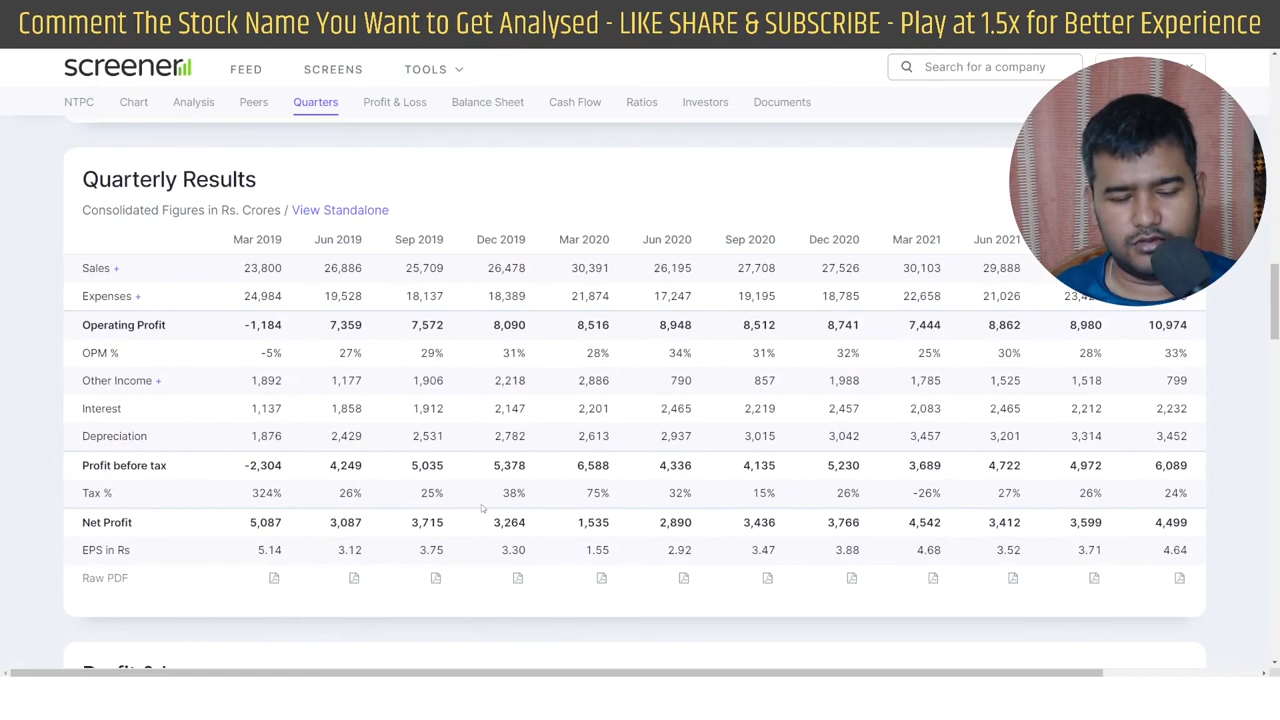 Comment The Stock Name You Want to Get Analysed - LIKE SHARE & SUBSCRIBE - Play at 1.5x for Better Experience
screener FEED SCREENS TOOLS Search for a company
NTPC Chart Analysis Peers Quarters Profit & Loss Balance Sheet Cash Flow Ratios Investors Documents
Quarterly Results
Consolidated Figures in Rs. Crores / View Standalone
Mar 2019 Jun 2019 Sep 2019 Dec 2019 Mar 2020 Jun 2020 Sep 2020 Dec 2020 Mar 2021 Jun 2021
Sales + 23,800 26,886 25,709 26,478 30,391 26,195 27,708 27,526 30,103 29,888
Expenses + 24,984 19,528 18,137 18,389 21,874 17,247 19,195 18,785 22,658 21,026
Operating Profit -1,184 7,359 7,572 8,090 8,516 8,948 8,512 8,741 7,444 8,862 8,980 10,974
OPM % -5% 27% 29% 31% 28% 34% 31% 32% 25% 30% 28% 33%
Other Income + 1,892 1,177 1,906 2,218 2,886 790 857 1,988 1,785 1,525 1,518 799
Interest 1,137 1,858 1,912 2,147 2,201 2,465 2,219 2,457 2,083 2,465 2,212 2,232
Depreciation 1,876 2,429 2,531 2,782 2,613 2,937 3,015 3,042 3,457 3,201 3,314 3,452
Profit before tax -2,304 4,249 5,035 5,378 6,588 4,336 4,135 5,230 3,689 4,722 4,972 6,089
Tax % 324% 26% 25% 38% 75% 32% 15% 26% -26% 27% 26% 24%
Net Profit 5,087 3,087 3,715 3,264 1,535 2,890 3,436 3,766 4,542 3,412 3,599 4,499
EPS in Rs 5.14 3.12 3.75 3.30 1.55 2.92 3.47 3.88 4.68 3.52 3.71 4.64
Raw PDF